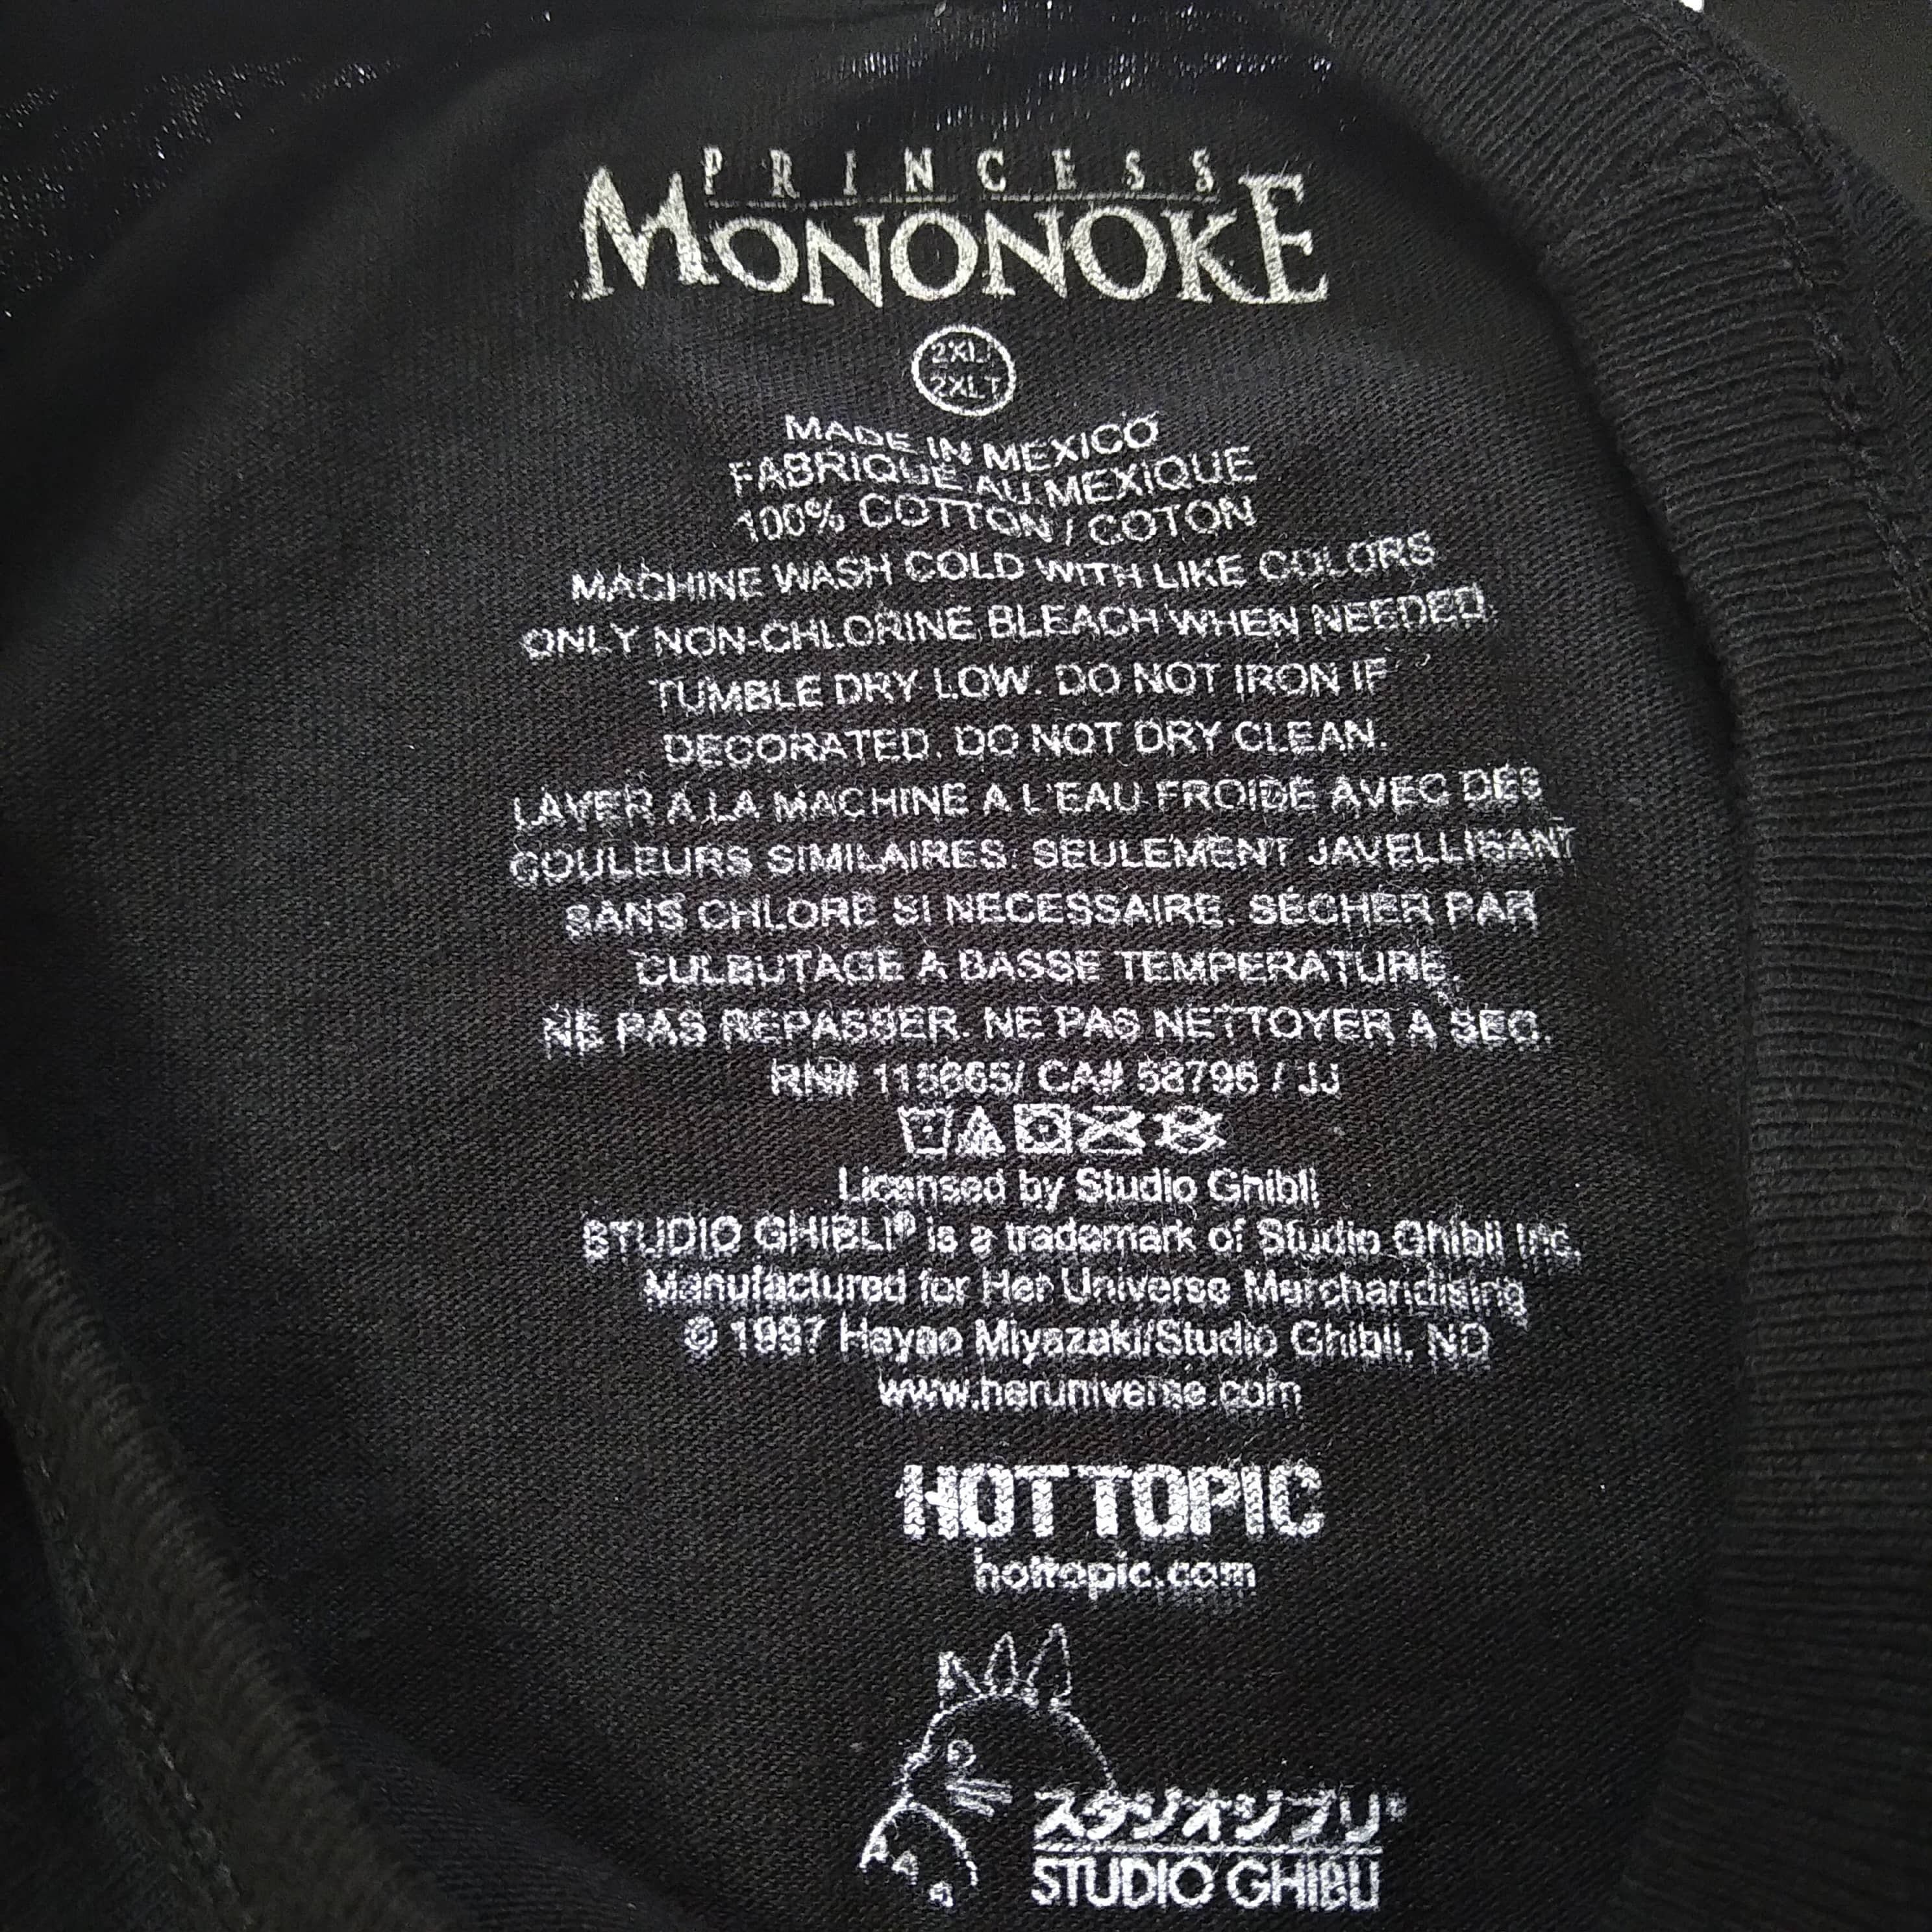 PRINCESS
MONONOKE
2XL/
2XLT
MADE IN MEXICO
FABRIQUE AU MEXIQUE
100% COTTON / COTON
MACHINE WASH COLD WITH LIKE COLORS
ONLY NON-CHLORINE BLEACH WHEN NEEDED.
TUMBLE DRY LOW. DO NOT IRON IF
DECORATED. DO NOT DRY CLEAN.
LAVER A LA MACHINE A L'EAU FROIDE AVEC DES
COULEURS SIMILAIRES. SEULEMENT JAVELLISANT
SANS CHLORE SI NECESSAIRE. SÉCHER PAR
CULBUTAGE A BASSE TEMPERATURE.
NE PAS REPASSER. NE PAS NETTOYER A SEC.
RN# 115665/ CA# 58796 / JJ
Licensed by Studio Ghibli
STUDIO GHIBLI® is a trademark of Studio Ghibli Inc.
Manufactured for Her Universe Merchandising
© 1997 Hayao Miyazaki/Studio Ghibli, ND
www.heruniverse.com
HOT TOPIC
hottopic.com
スタジオジブリ®
STUDIO GHIBLI